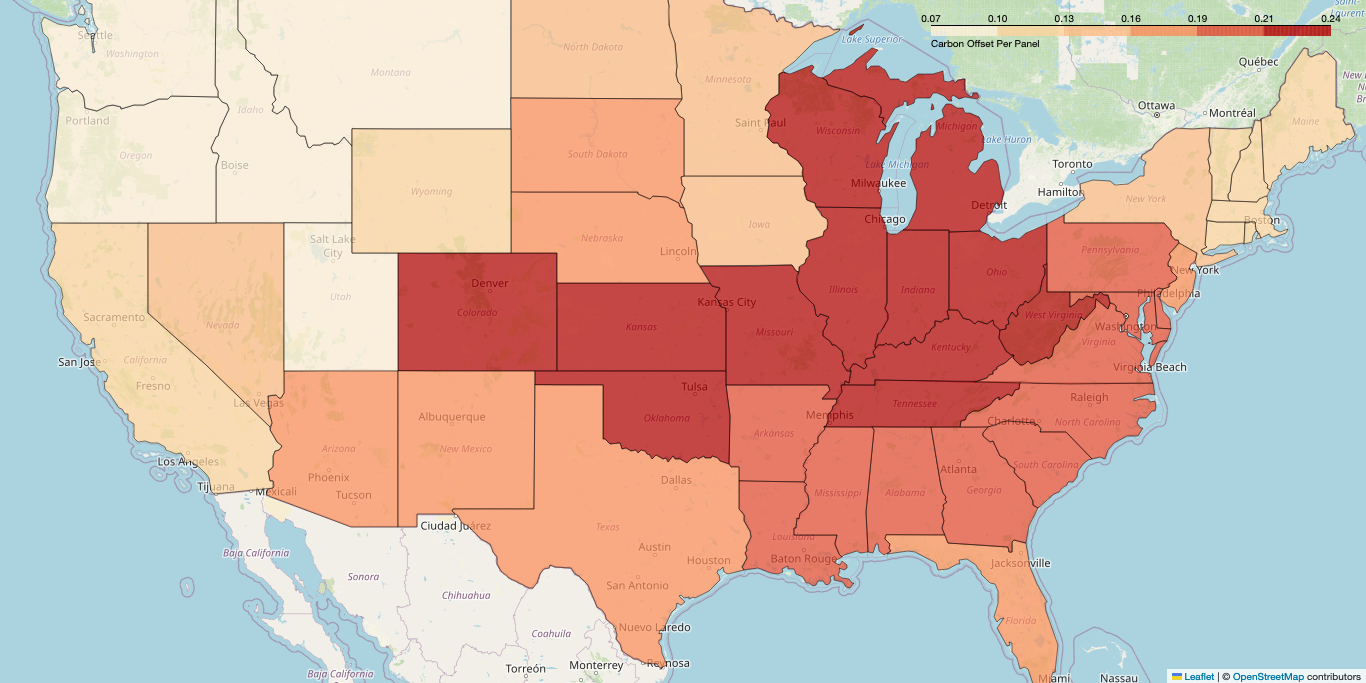 0.07 0.10 0.13 0.16 0.19 0.21 0.24
Carbon Offset Per Panel
Seattle
Washington
Montana
North Dakota
Minnesota
Lake Superior
Québec
Portland
Idaho
Saint Paul
Wisconsin
Michigan
Ottawa
Montréal
Maine
Oregon
Boise
South Dakota
Lake Michigan
Lake Huron
Toronto
Wyoming
Milwaukee
Hamilton
New York
Detroit
Chicago
Boston
Iowa
Salt Lake
City
Nebraska
Lincoln
Pennsylvania
Utah
Denver
Colorado
Illinois
Indiana
Ohio
New York
Philadelphia
Kansas City
Sacramento
Nevada
Kansas
Missouri
West Virginia
Washington
Virginia
Kentucky
San Jose
California
Fresno
Virginia Beach
Las Vegas
Albuquerque
Tulsa
Oklahoma
Tennessee
Raleigh
Memphis
Charlotte
North Carolina
Arkansas
Arizona
New Mexico
Los Angeles
Phoenix
Tucson
Dallas
Atlanta
South Carolina
Tijuana
Mexicali
Mississippi
Alabama
Georgia
Ciudad Juárez
Texas
Louisiana
Baja California
Austin
Houston
Baton Rouge
Jacksonville
Sonora
Chihuahua
San Antonio
Coahuila
Nuevo Laredo
Florida
Baja California
Torreón
Monterrey
Reynosa
Miami
Nassau
Leaflet | © OpenStreetMap contributors